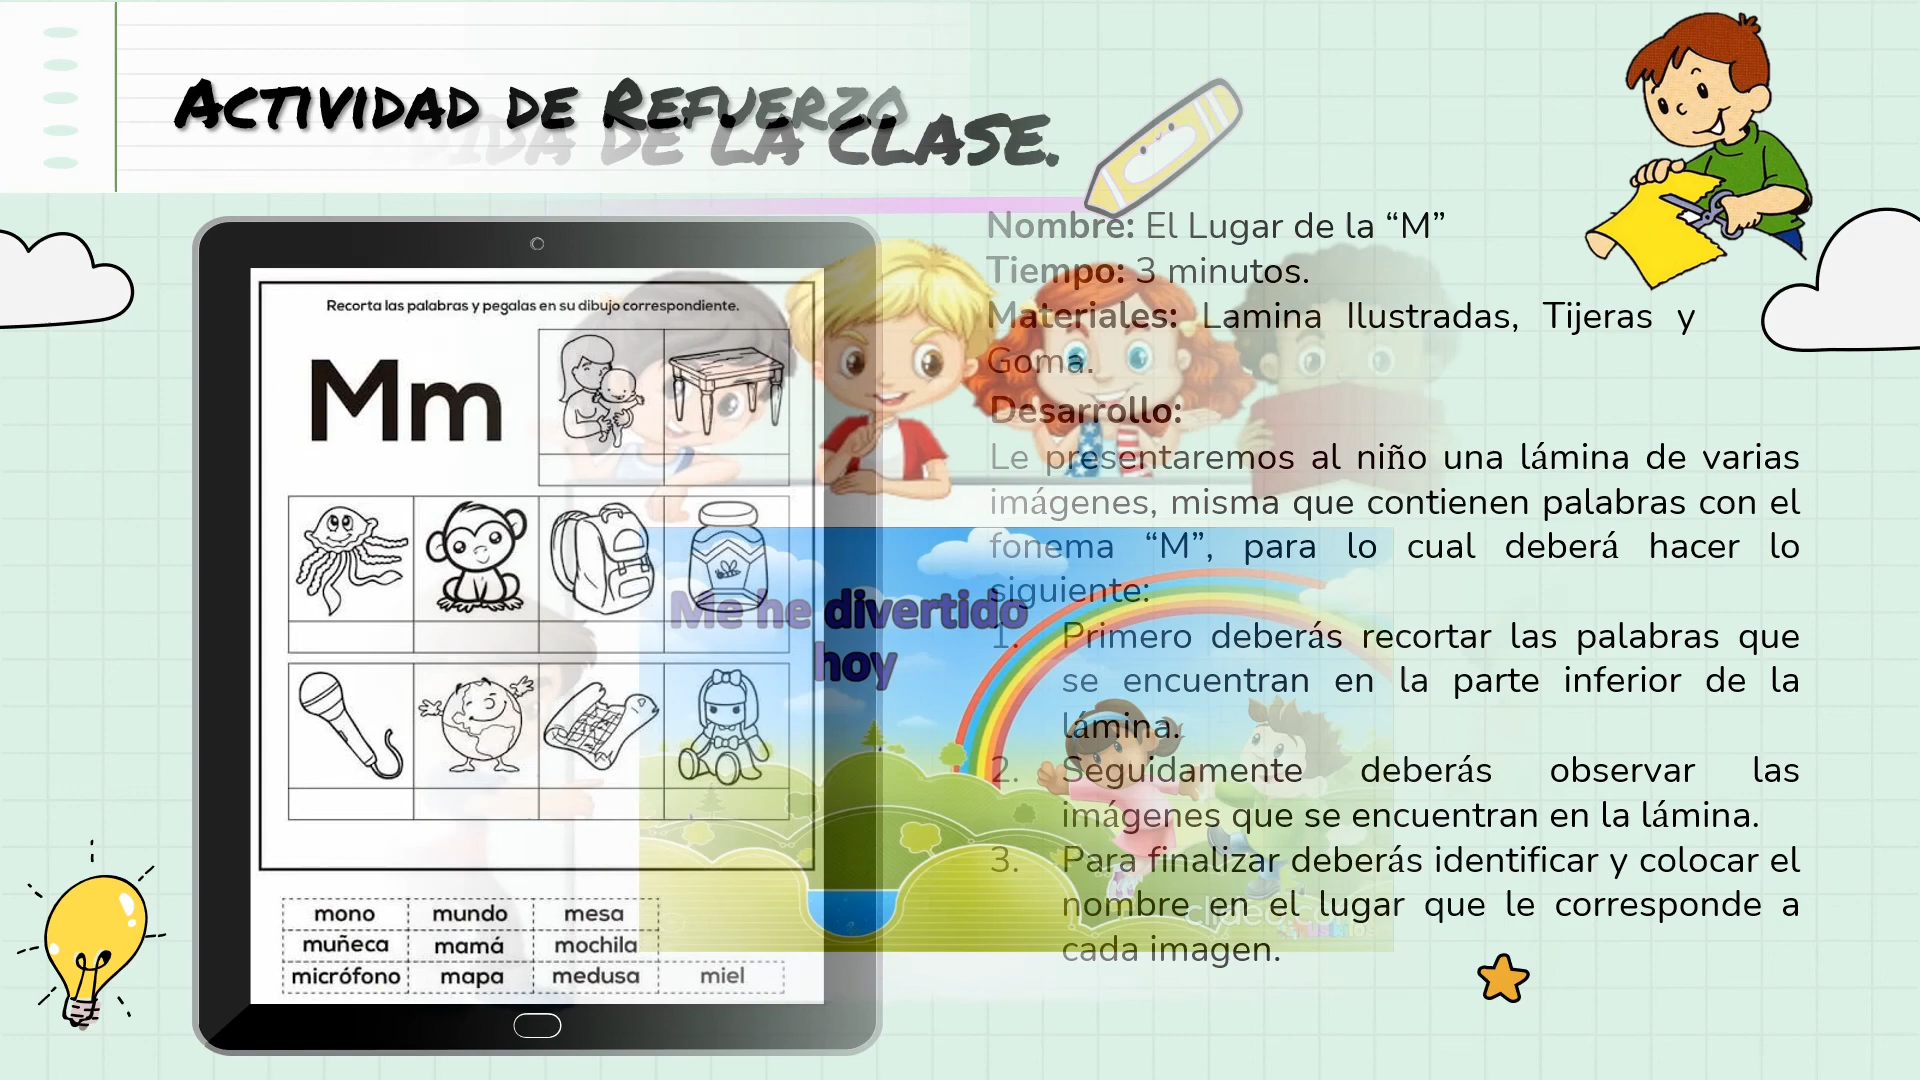 Actividad de Refuerzo
IDA DE LA CLASE.
Nombre: El Lugar de la “M”
Tiempo: 3 minutos.
Materiales: Lamina Ilustradas, Tijeras y
Goma.
Desarrollo:
Le presentaremos al niño una lámina de varias
imágenes, misma que contienen palabras con el
fonema “M”, para lo cual deberá hacer lo
siguiente:
1. Primero deberás recortar las palabras que
se encuentran en la parte inferior de la
lámina.
2. Seguidamente deberás observar las
imágenes que se encuentran en la lámina.
3. Para finalizar deberás identificar y colocar el
nombre en el lugar que le corresponde a
cada imagen.
Recorta las palabras y pegalas en su dibujo correspondiente.
Mm
mono mundo mesa
muñeca mamá mochila
micrófono mapa medusa miel
Me he divertido
hoy